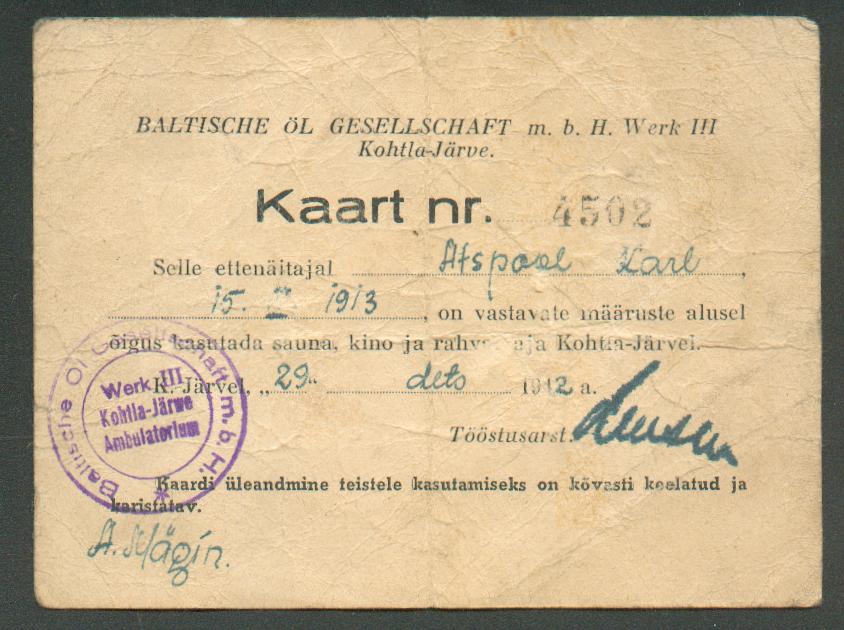 BALTISCHE ÖL GESELLSCHAFT m. b. H. Werk III
Kohtla-Järve.
Kaart nr. 4502
Selle ettenäitajal Atspool Karl,
15. 1913, on vastavate määruste alusel
õigus kasutada sauna, kino ja Kohtla-Järvel.
K. Järvel, „29“ dets 1942 a.
Tööstusarst.
Kaardi üleandmine teistele kasutamiseks on kõvasti keelatud ja
karistatav.
A. Mägin.
Baltische Öl Gesellschaft m. b. H.
Werk III
Kohtla-Järwe
Ambulatorium